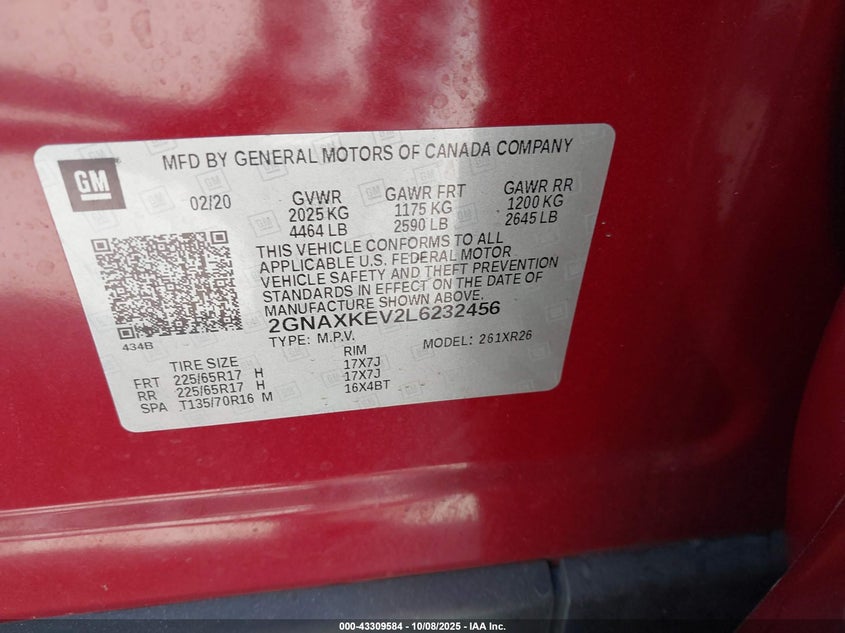 GM
MFD BY GENERAL MOTORS OF CANADA COMPANY
02/20 GVWR GAWR FRT GAWR RR
2025 KG 1175 KG 1200 KG
4464 LB 2590 LB 2645 LB
THIS VEHICLE CONFORMS TO ALL
APPLICABLE U.S. FEDERAL MOTOR
VEHICLE SAFETY AND THEFT PREVENTION
STANDARDS IN EFFECT ON THE DATE OF
MANUFACTURE SHOWN ABOVE.
2GNAXKEV2L6232456
434B
TYPE: M.P.V. MODEL: 261XR26
TIRE SIZE RIM
FRT 225/65R17 H 17X7J
RR 225/65R17 H 17X7J
SPA T135/70R16 M 16X4BT
000-43309584 - 10/08/2025 - IAA Inc.